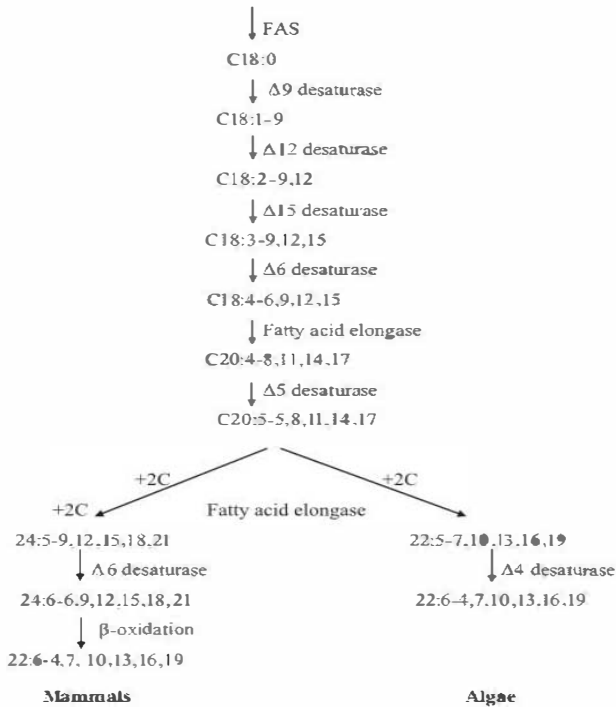 FAS
C18:0
Δ9 desaturase
C18:1-9
Δ12 desaturase
C18:2-9,12
Δ15 desaturase
C18:3-9,12,15
Δ6 desaturase
C18:4-6,9,12,15
Fatty acid elongase
C20:4-8,11,14,17
Δ5 desaturase
C20:5-5,8,11,14,17
+2C +2C
+2C Fatty acid elongase
24:5-9,12,15,18,21 22:5-7,10,13,16,19
Δ6 desaturase Δ4 desaturase
24:6-6,9,12,15,18,21 22:6-4,7,10,13,16,19
β-oxidation
22:6-4,7, 10,13,16,19
Mammals Algae